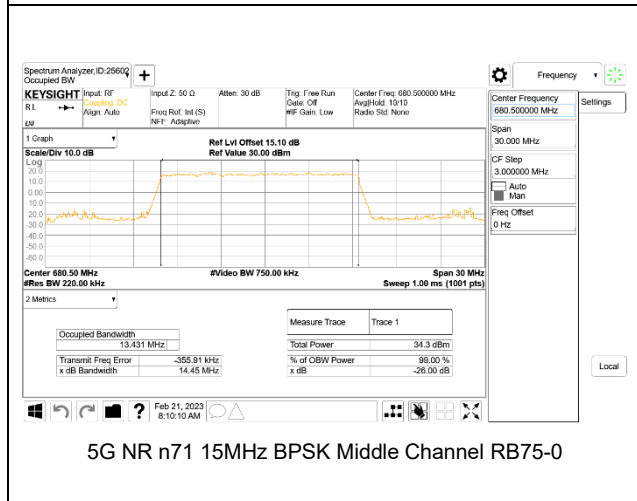 Spectrum Analyzer,ID:25602
Occupied BW
Frequency
KEYSIGHT
Input: RF
Coupling: DC
Align: Auto
Input Z: 50 Ω
Freq Ref: Int (S)
NFE: Adaptive
Atten: 30 dB
Trig: Free Run
Gate: Off
#IF Gain: Low
Center Freq: 680.500000 MHz
Avg|Hold: 10/10
Radio Std: None
Center Frequency
680.500000 MHz
Settings
Span
30.000 MHz
CF Step
3.000000 MHz
Auto
Man
Freq Offset
0 Hz
Local
1 Graph
Scale/Div 10.0 dB
Ref Lvl Offset 15.10 dB
Ref Value 30.00 dBm
Log
20.0
10.0
0.00
-10.0
-20.0
-30.0
-40.0
-50.0
-60.0
Center 680.50 MHz
#Res BW 220.00 kHz
#Video BW 750.00 kHz
Span 30 MHz
Sweep 1.00 ms (1001 pts)
2 Metrics
Measure Trace
Trace 1
Occupied Bandwidth
13.431 MHz
Total Power
34.3 dBm
Transmit Freq Error
-355.91 kHz
% of OBW Power
99.00 %
x dB Bandwidth
14.45 MHz
x dB
-26.00 dB
?
Feb 21, 2023
8:10:10 AM
5G NR n71 15MHz BPSK Middle Channel RB75-0